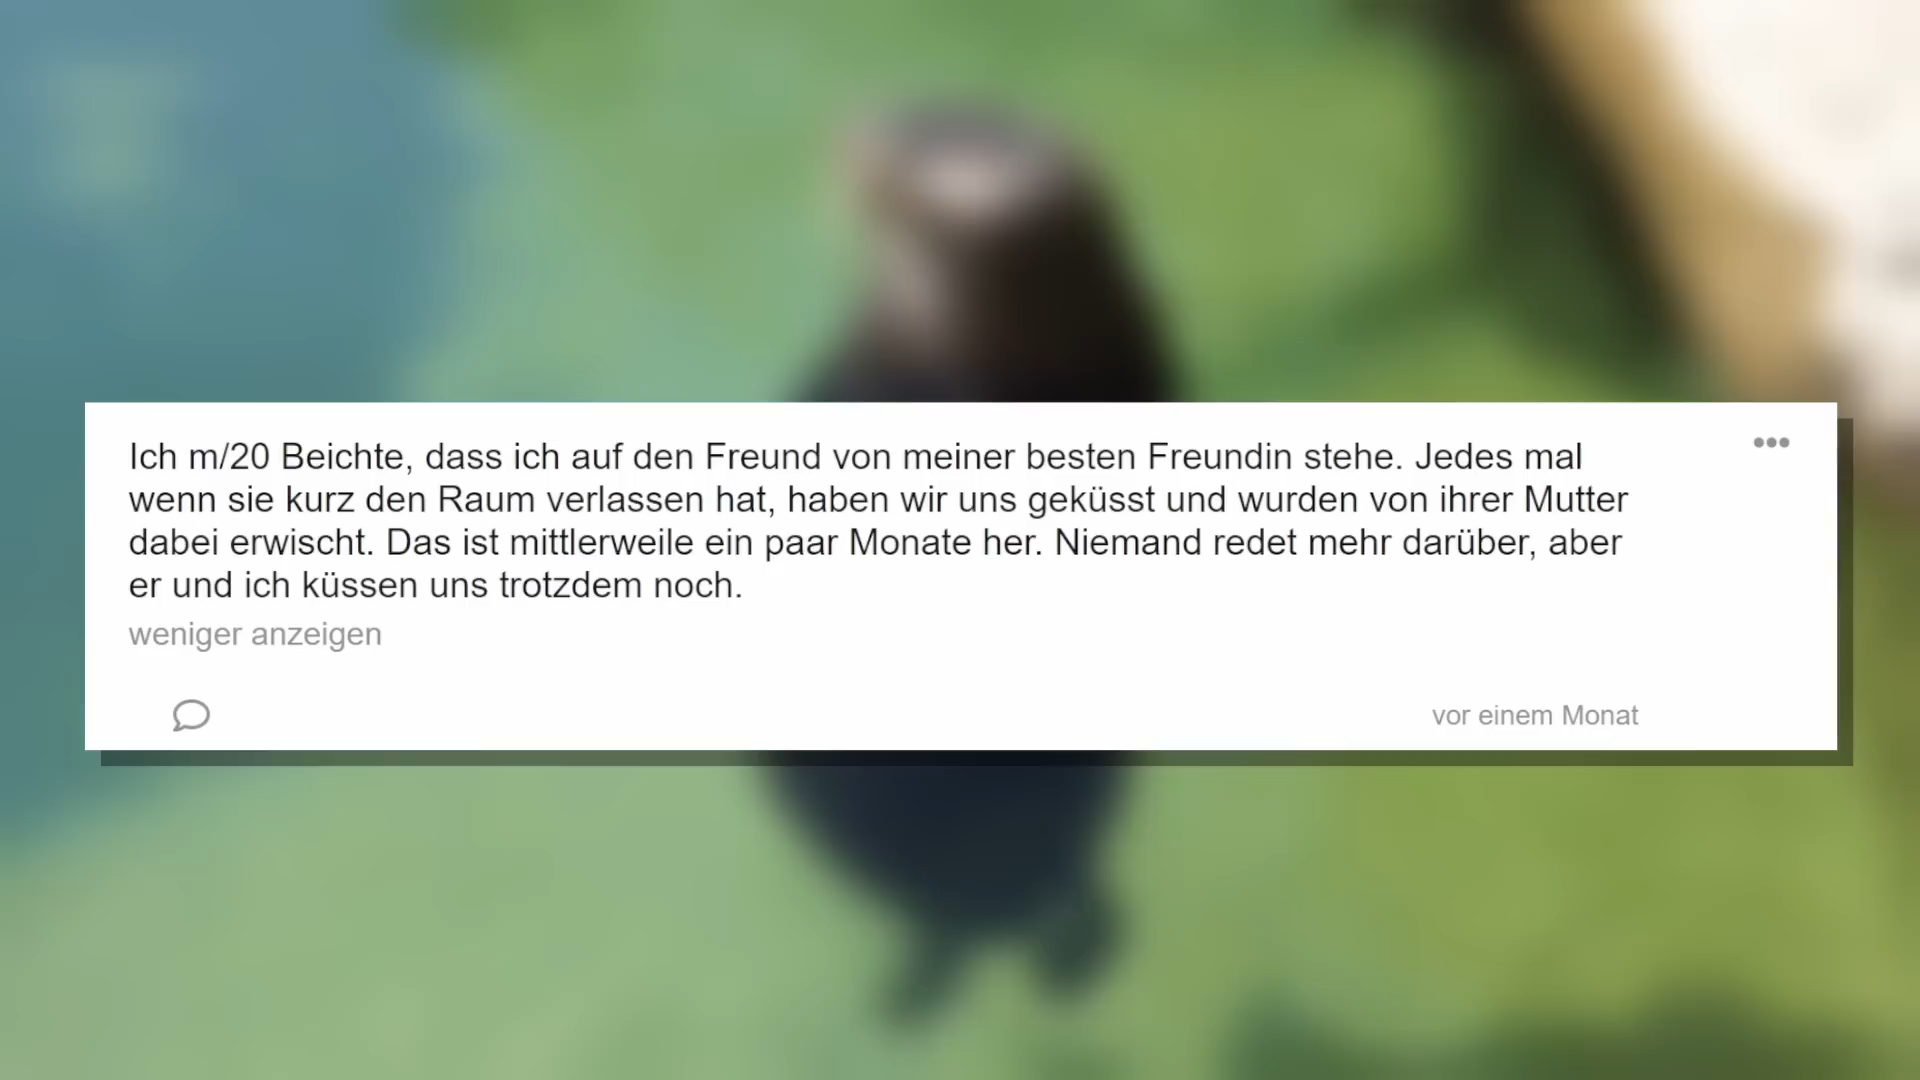 Ich m/20 Beichte, dass ich auf den Freund von meiner besten Freundin stehe. Jedes mal
wenn sie kurz den Raum verlassen hat, haben wir uns geküsst und wurden von ihrer Mutter
dabei erwischt. Das ist mittlerweile ein paar Monate her. Niemand redet mehr darüber, aber
er und ich küssen uns trotzdem noch.
weniger anzeigen
vor einem Monat